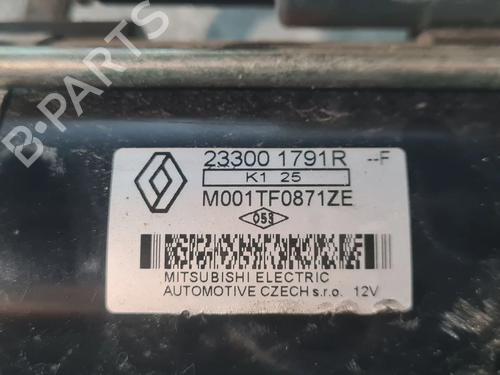 B-PARTS
23300 1791R --F
K1 25
M001TF0871ZE
053
MITSUBISHI ELECTRIC
AUTOMOTIVE CZECH s.r.o. 12V